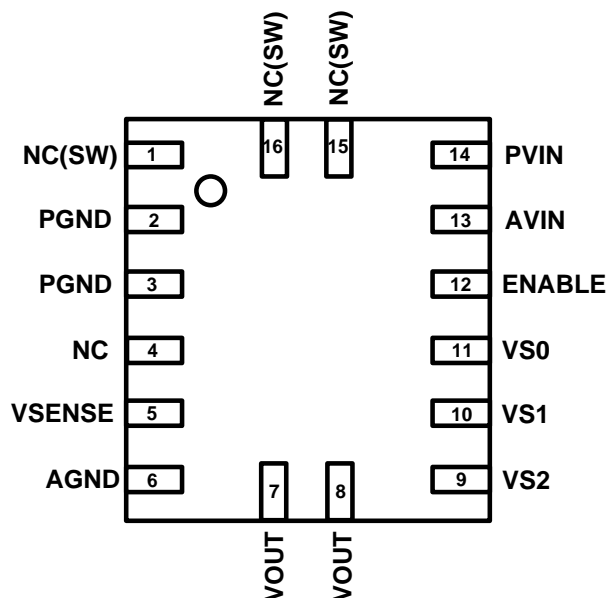 NC(SW)
NC(SW)
16
15
NC(SW)
1
14
PVIN
PGND
2
13
AVIN
PGND
3
12
ENABLE
NC
4
11
VS0
VSENSE
5
10
VS1
AGND
6
9
VS2
7
8
VOUT
VOUT